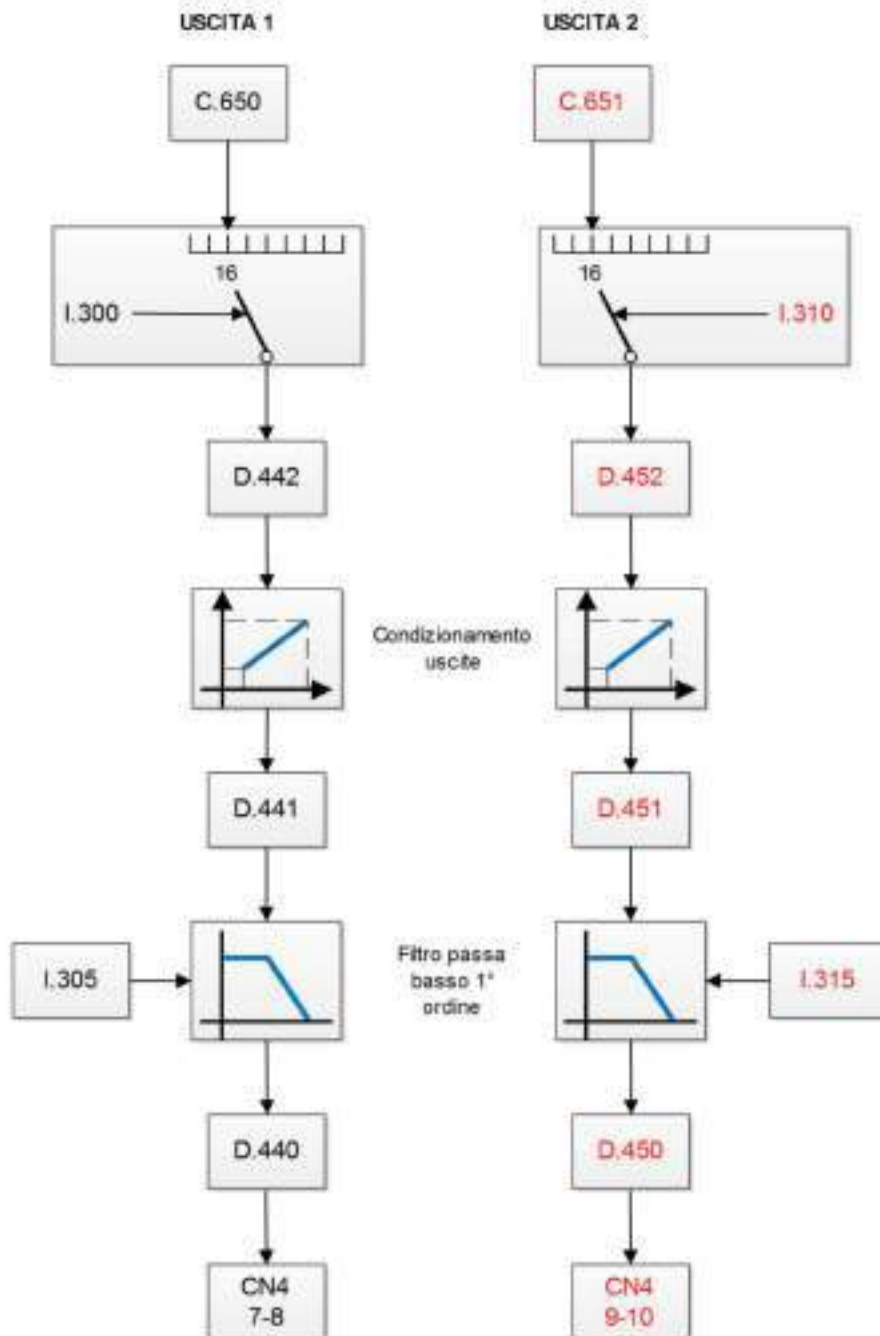 USCITA 1
USCITA 2
C.650
C.651
16
16
I.300
I.310
D.442
D.452
Condizionamento
uscite
D.441
D.451
I.305
Filtro passa
basso 1°
ordine
I.315
D.440
D.450
CN4
7-8
CN4
9-10